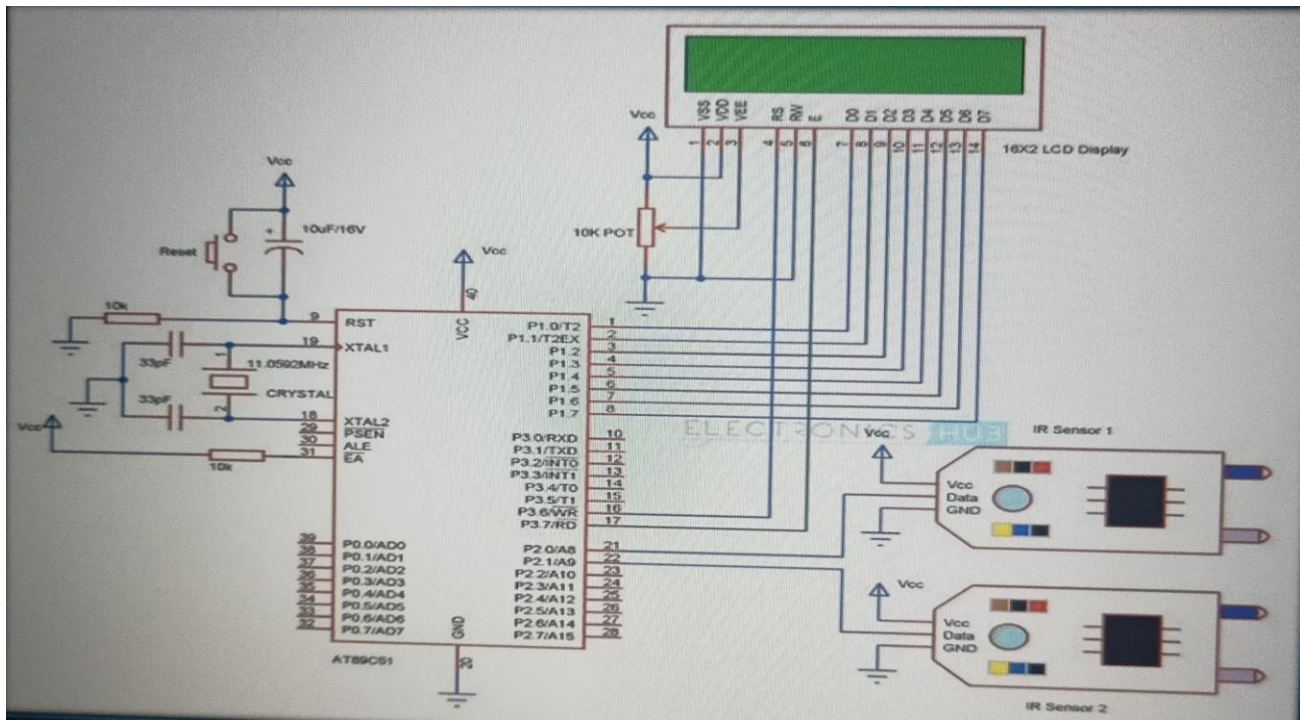 VSS VDD VEE RS RW E D0 D1 D2 D3 D4 D5 D6 D7
1 2 3 4 5 6 7 8 9 10 11 12 13 14
16X2 LCD Display
Vcc
10K POT
Vcc
10uF/16V
+
Reset
10k
Vcc
40
VCC
9 RST
19 XTAL1
33pF
1
11.0592MHz
CRYSTAL
33pF
2
18 XTAL2
29 PSEN
30 ALE
31 EA
Vcc
10k
P1.0/T2 1
P1.1/T2EX 2
P1.2 3
P1.3 4
P1.4 5
P1.5 6
P1.6 7
P1.7 8
P3.0/RXD 10
P3.1/TXD 11
P3.2/INT0 12
P3.3/INT1 13
P3.4/T0 14
P3.5/T1 15
P3.6/WR 16
P3.7/RD 17
39 P0.0/AD0
38 P0.1/AD1
37 P0.2/AD2
36 P0.3/AD3
35 P0.4/AD4
34 P0.5/AD5
33 P0.6/AD6
32 P0.7/AD7
P2.0/A8 21
P2.1/A9 22
P2.2/A10 23
P2.3/A11 24
P2.4/A12 25
P2.5/A13 26
P2.6/A14 27
P2.7/A15 28
GND
20
AT89C51
ELECTRONICS HUB
Vcc
IR Sensor 1
Vcc
Data
GND
Vcc
Vcc
Data
GND
IR Sensor 2